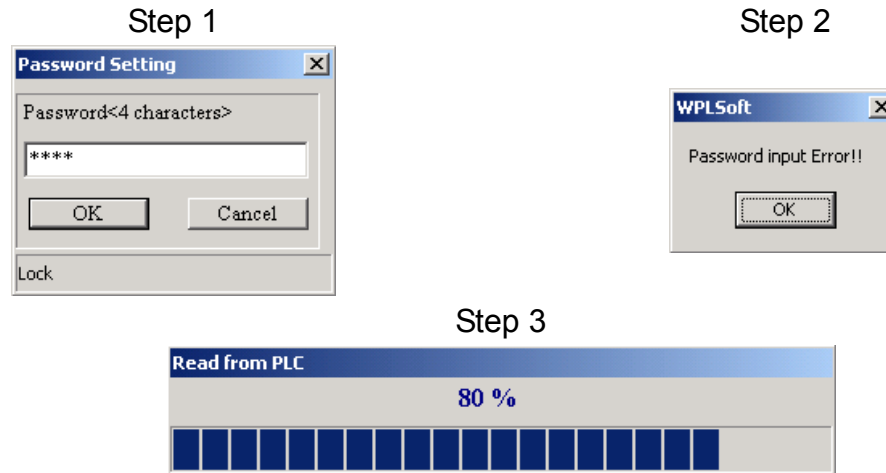 Step 1
Step 2
Password Setting
Password<4 characters>
****
OK
Cancel
Lock
WPLSoft
Password input Error!!
OK
Step 3
Read from PLC
80 %